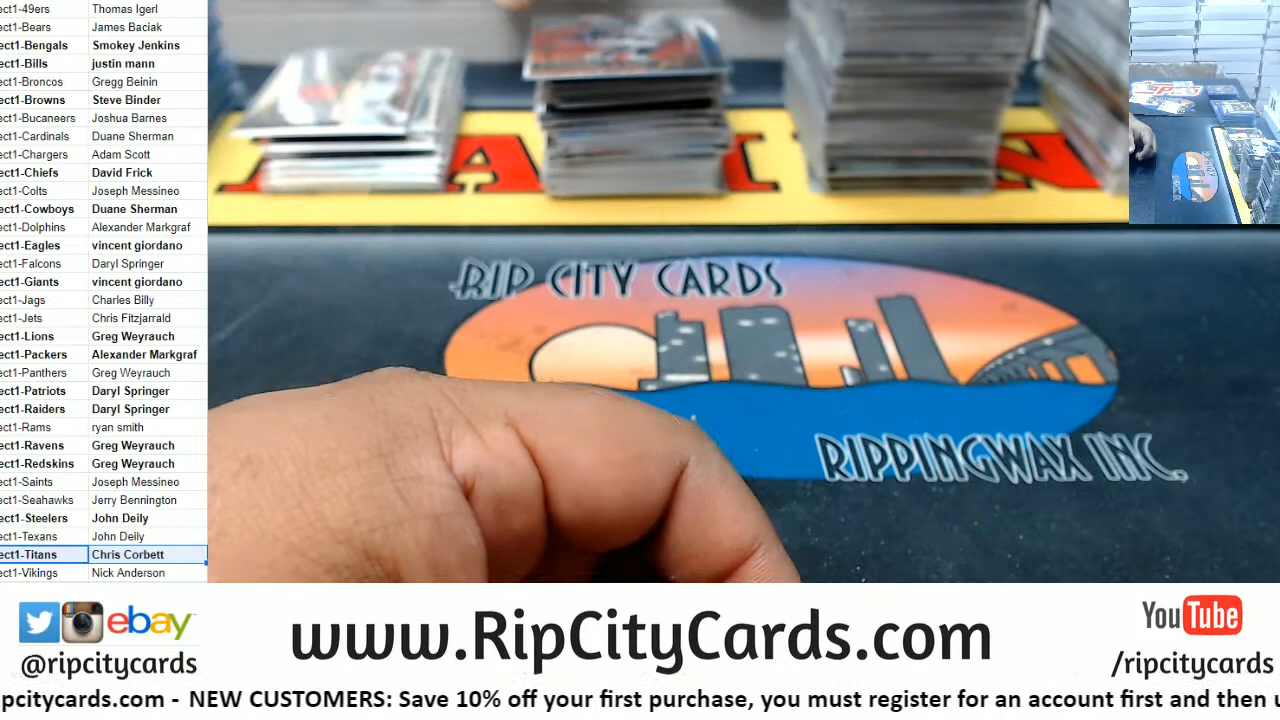 ect1-49ers Thomas Igerl
ect1-Bears James Baciak
ect1-Bengals Smokey Jenkins
ect1-Bills justin mann
ect1-Broncos Gregg Beinin
ect1-Browns Steve Binder
ect1-Bucaneers Joshua Barnes
ect1-Cardinals Duane Sherman
ect1-Chargers Adam Scott
ect1-Chiefs David Frick
ect1-Colts Joseph Messineo
ect1-Cowboys Duane Sherman
ect1-Dolphins Alexander Markgraf
ect1-Eagles vincent giordano
ect1-Falcons Daryl Springer
ect1-Giants vincent giordano
ect1-Jags Charles Billy
ect1-Jets Chris Fitzjarrald
ect1-Lions Greg Weyrauch
ect1-Packers Alexander Markgraf
ect1-Panthers Greg Weyrauch
ect1-Patriots Daryl Springer
ect1-Raiders Daryl Springer
ect1-Rams ryan smith
ect1-Ravens Greg Weyrauch
ect1-Redskins Greg Weyrauch
ect1-Saints Joseph Messineo
ect1-Seahawks Jerry Bennington
ect1-Steelers John Deily
ect1-Texans John Deily
ect1-Titans Chris Corbett
ect1-Vikings Nick Anderson
RIP CITY CARDS
RIPPINGWAX INC.
ebay
@ripcitycards
www.RipCityCards.com
YouTube
/ripcitycards
pcitycards.com - NEW CUSTOMERS: Save 10% off your first purchase, you must register for an account first and then u